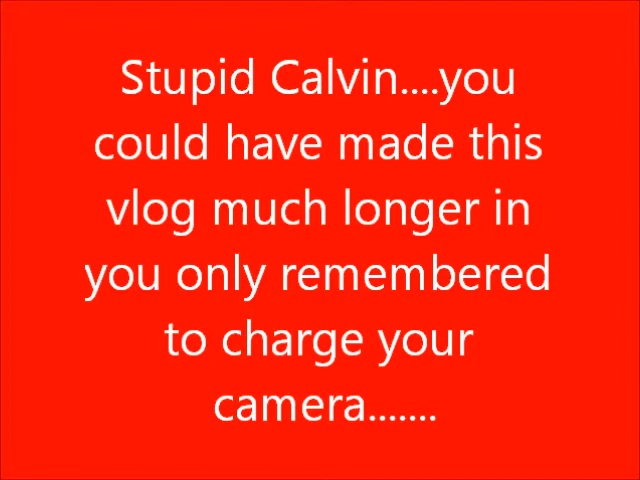 Stupid Calvin....you
could have made this
vlog much longer in
you only remembered
to charge your
camera.......